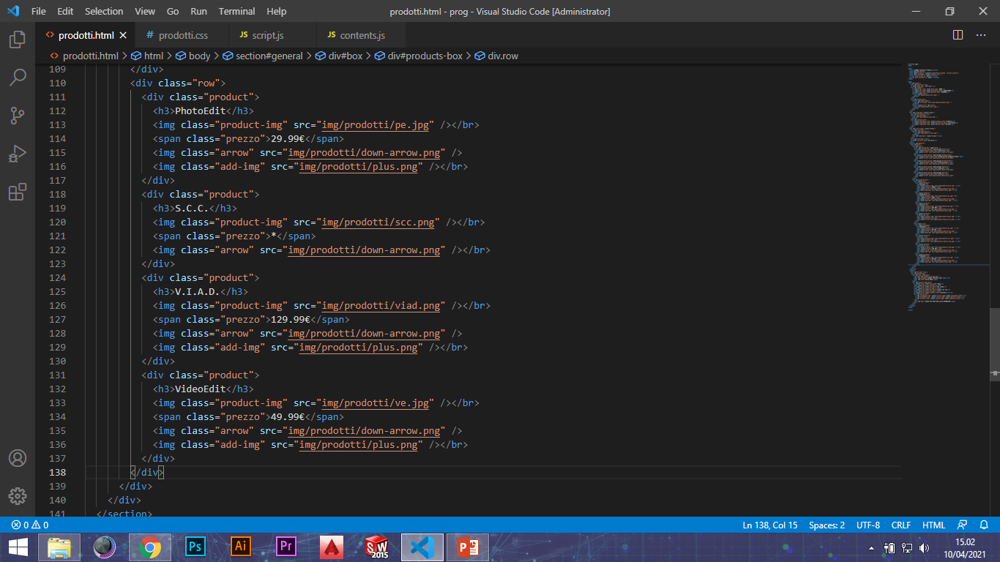 File Edit Selection View Go Run Terminal Help prodotti.html - prog - Visual Studio Code [Administrator]
<> prodotti.html × # prodotti.css JS script.js JS contents.js
<> prodotti.html > html > body > section#general > div#box > div#products-box > div.row
109 </div>
110 <div class="row">
111 <div class="product">
112 <h3>PhotoEdit</h3>
113 <img class="product-img" src="img/prodotti/pe.jpg" /></br>
114 <span class="prezzo">29.99€</span>
115 <img class="arrow" src="img/prodotti/down-arrow.png" />
116 <img class="add-img" src="img/prodotti/plus.png" /></br>
117 </div>
118 <div class="product">
119 <h3>S.C.C.</h3>
120 <img class="product-img" src="img/prodotti/scc.png" /></br>
121 <span class="prezzo">*</span>
122 <img class="arrow" src="img/prodotti/down-arrow.png" /></br>
123 </div>
124 <div class="product">
125 <h3>V.I.A.D.</h3>
126 <img class="product-img" src="img/prodotti/viad.png" /></br>
127 <span class="prezzo">129.99€</span>
128 <img class="arrow" src="img/prodotti/down-arrow.png" />
129 <img class="add-img" src="img/prodotti/plus.png" /></br>
130 </div>
131 <div class="product">
132 <h3>VideoEdit</h3>
133 <img class="product-img" src="img/prodotti/ve.jpg" /></br>
134 <span class="prezzo">49.99€</span>
135 <img class="arrow" src="img/prodotti/down-arrow.png" />
136 <img class="add-img" src="img/prodotti/plus.png" /></br>
137 </div>
138 </div>
139 </div>
140 </div>
141 </section>
0 0 Ln 138, Col 15 Spaces: 2 UTF-8 CRLF HTML
Ps Ai Pr SW 2015 P 15.02
10/04/2021